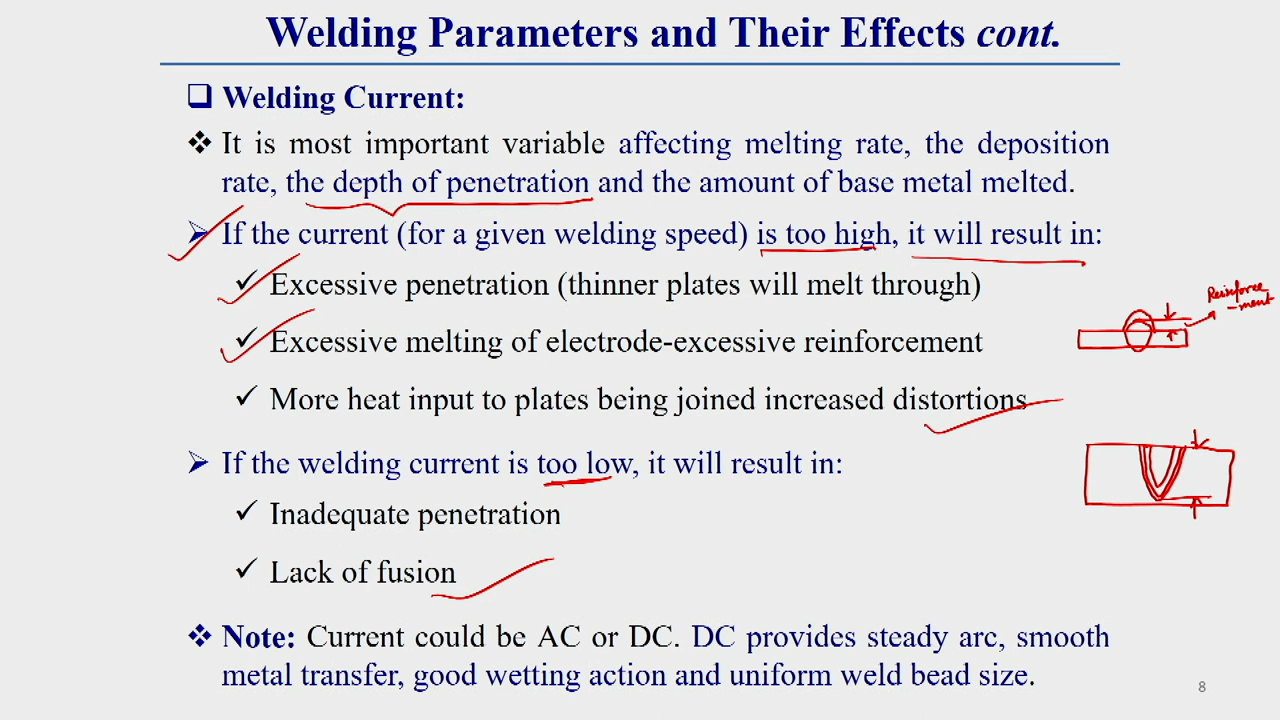 Welding Parameters and Their Effects cont.
Welding Current:
It is most important variable affecting melting rate, the deposition
rate, the depth of penetration and the amount of base metal melted.
If the current (for a given welding speed) is too high, it will result in:
Excessive penetration (thinner plates will melt through)
Excessive melting of electrode-excessive reinforcement
Reinforce
-ment
More heat input to plates being joined increased distortions
If the welding current is too low, it will result in:
Inadequate penetration
Lack of fusion
Note: Current could be AC or DC. DC provides steady arc, smooth
metal transfer, good wetting action and uniform weld bead size.
8